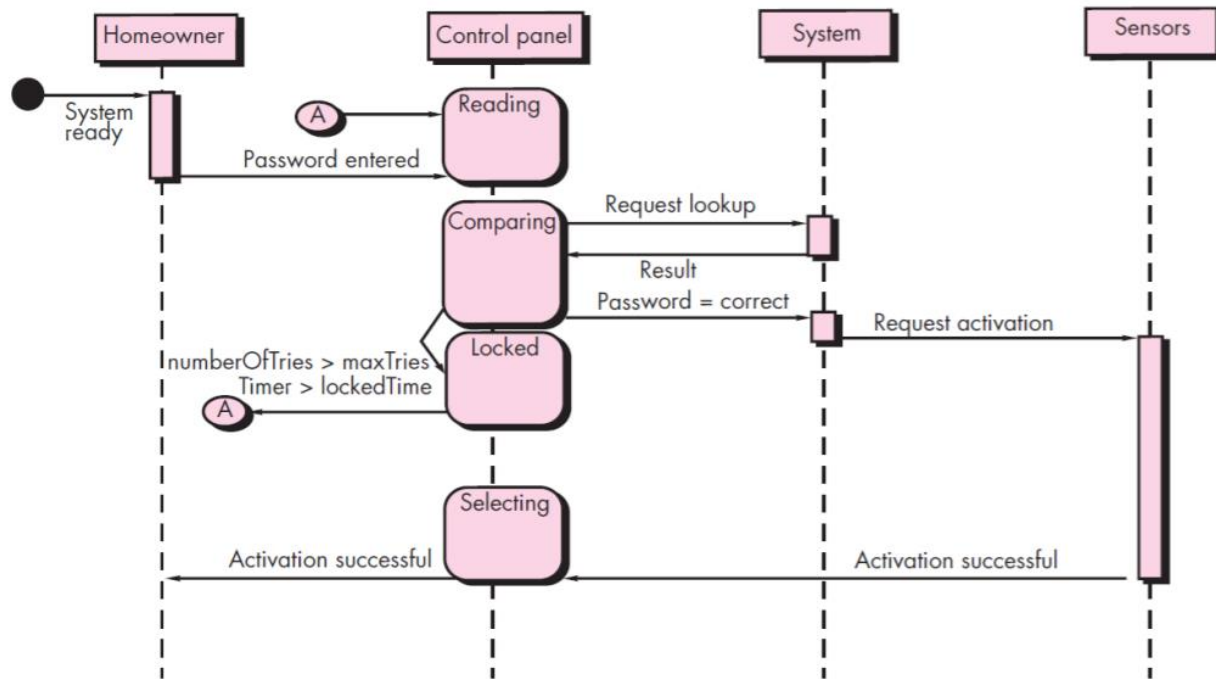 Homeowner
Control panel
System
Sensors
System
ready
A
Reading
Password entered
Comparing
Request lookup
Result
Password = correct
Request activation
Locked
numberOfTries > maxTries
Timer > lockedTime
A
Selecting
Activation successful
Activation successful